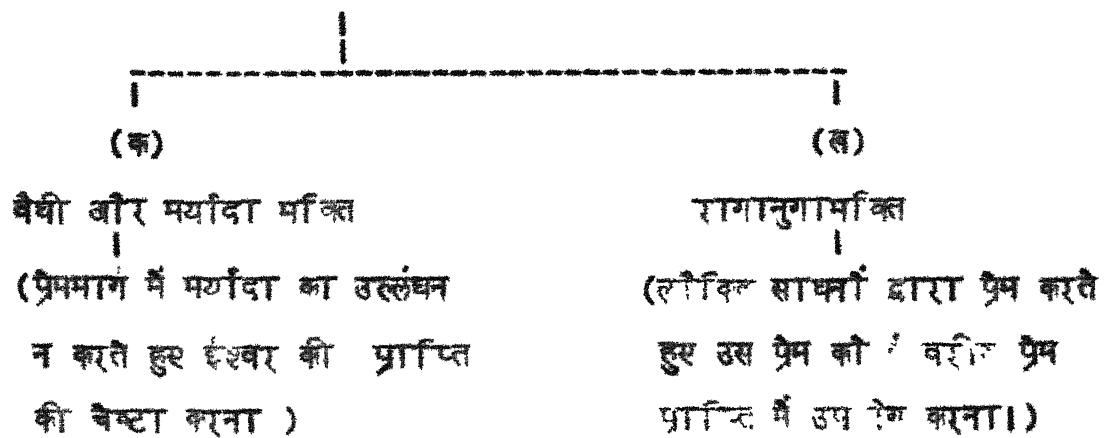 (क)
(ल)
वैधी और मर्यादा भक्ति
रागानुगाभक्ति
(प्रेममार्ग में मर्यादा का उल्लंघन
न करते हुए ईश्वर की प्राप्ति
की चेष्टा करना )
साधनों द्वारा प्रेम करते
हुए उस प्रेम को प्रेम
प्राप्ति में करना।)